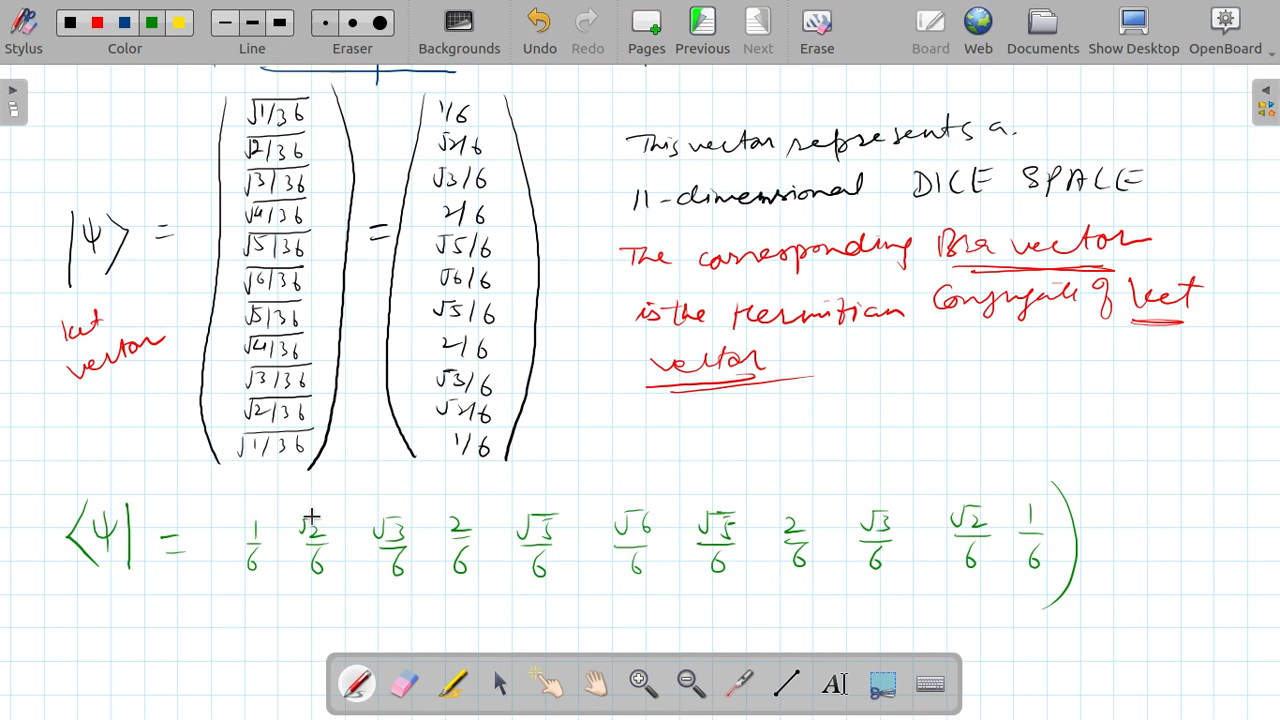 Stylus Color Line Eraser Backgrounds Undo Redo Pages Previous Next Erase Board Web Documents Show Desktop OpenBoard
|ψ⟩ =
√1/36
√2/36
√3/36
√4/36
√5/36
√6/36
√5/36
√4/36
√3/36
√2/36
√1/36
=
1/6
√2/6
√3/6
2/6
√5/6
√6/6
√5/6
2/6
√3/6
√2/6
1/6
ket
vector
This vector represents a.
11-dimensional DICE SPACE
The corresponding Bra vector
is the Hermitian Conjugate of ket
vector
⟨ψ| = 1/6 √2/6 √3/6 2/6 √5/6 √6/6 √5/6 2/6 √3/6 √2/6 1/6 )